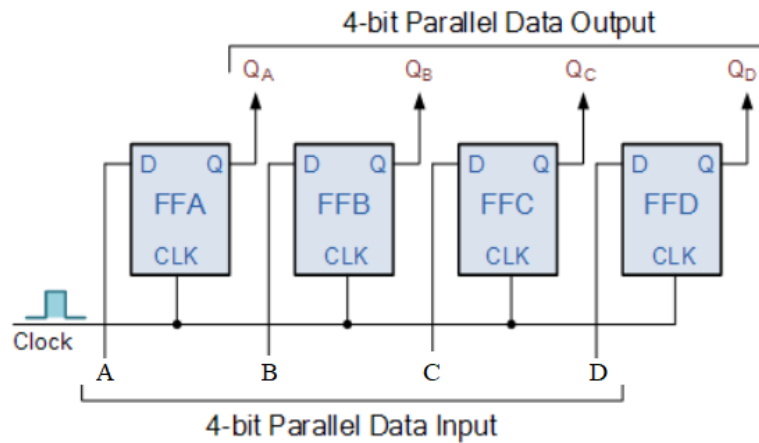 4-bit Parallel Data Output
QA QB QC QD
D Q D Q D Q D Q
FFA FFB FFC FFD
CLK CLK CLK CLK
Clock
A B C D
4-bit Parallel Data Input